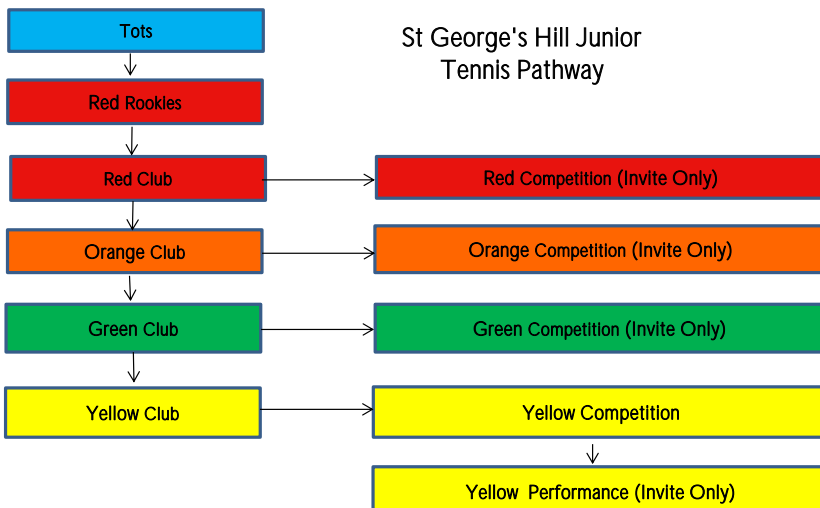 St George's Hill Junior
Tennis Pathway
Tots
Red Rookies
Red Club
Red Competition (Invite Only)
Orange Club
Orange Competition (Invite Only)
Green Club
Green Competition (Invite Only)
Yellow Club
Yellow Competition
Yellow Performance (Invite Only)